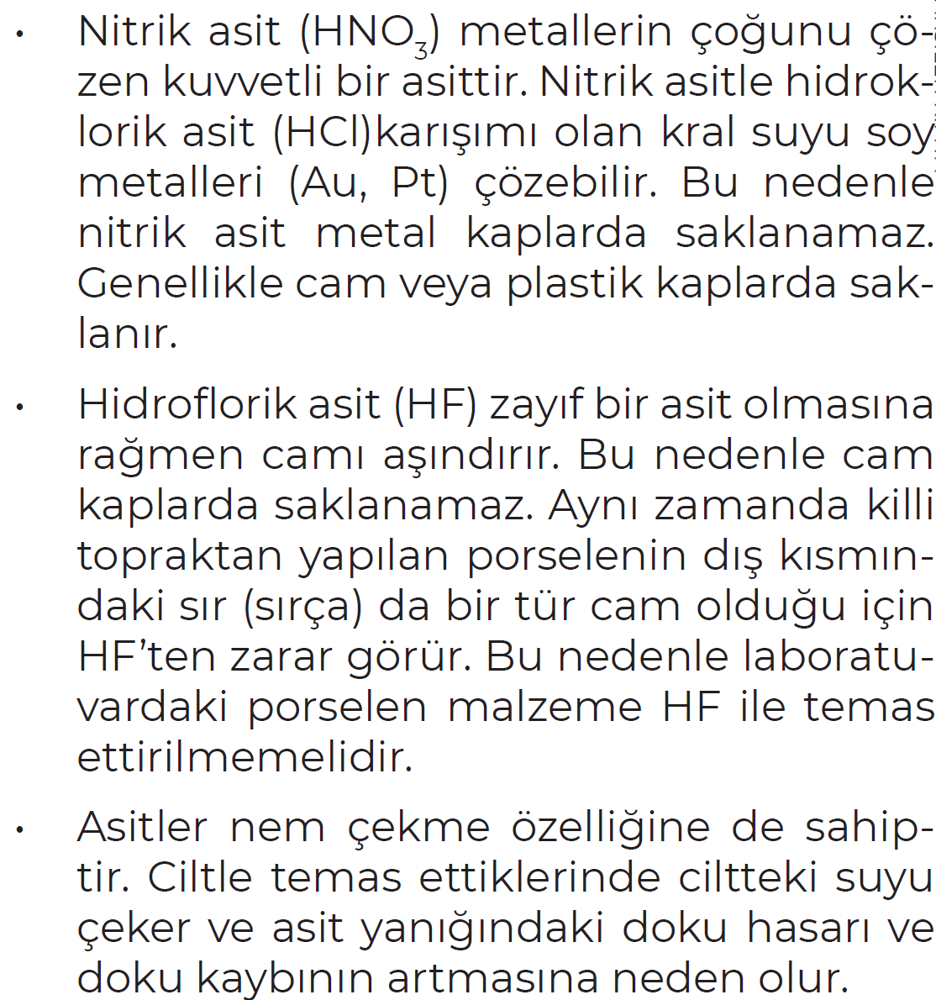 • Nitrik asit (HNO₃) metallerin çoğunu çö-
zen kuvvetli bir asittir. Nitrik asitle hidrok-
lorik asit (HCl)karışımı olan kral suyu soy
metalleri (Au, Pt) çözebilir. Bu nedenle
nitrik asit metal kaplarda saklanamaz.
Genellikle cam veya plastik kaplarda sak-
lanır.
• Hidroflorik asit (HF) zayıf bir asit olmasına
rağmen camı aşındırır. Bu nedenle cam
kaplarda saklanamaz. Aynı zamanda killi
topraktan yapılan porselenin dış kısmın-
daki sır (sırça) da bir tür cam olduğu için
HF’ten zarar görür. Bu nedenle laboratu-
vardaki porselen malzeme HF ile temas
ettirilmemelidir.
• Asitler nem çekme özelliğine de sahip-
tir. Ciltle temas ettiklerinde ciltteki suyu
çeker ve asit yanığındaki doku hasarı ve
doku kaybının artmasına neden olur.